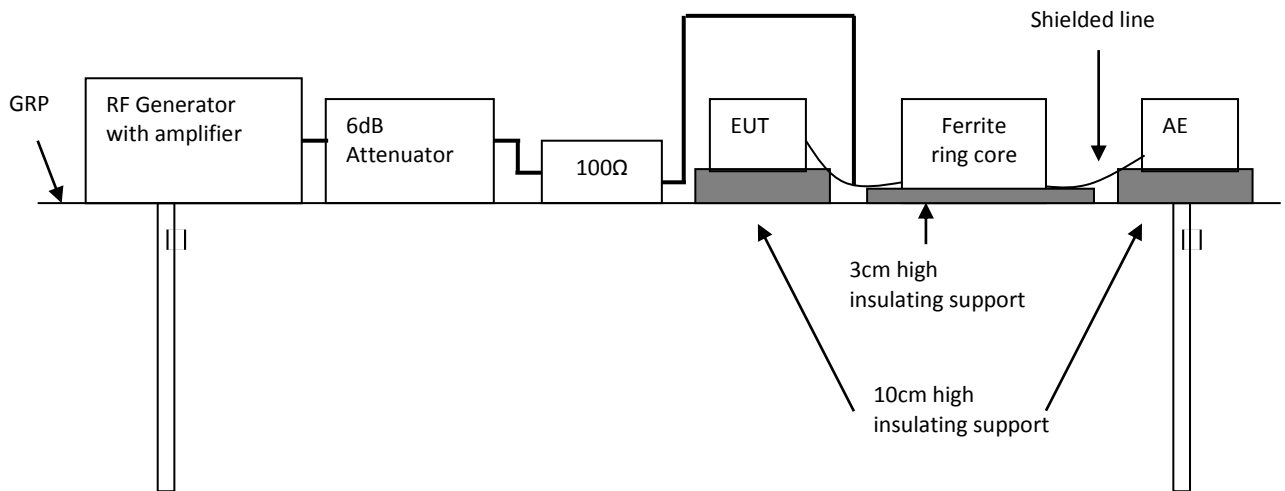 Shielded line
GRP
RF Generator
with amplifier
6dB
Attenuator
100Ω
EUT
Ferrite
ring core
AE
3cm high
insulating support
10cm high
insulating support